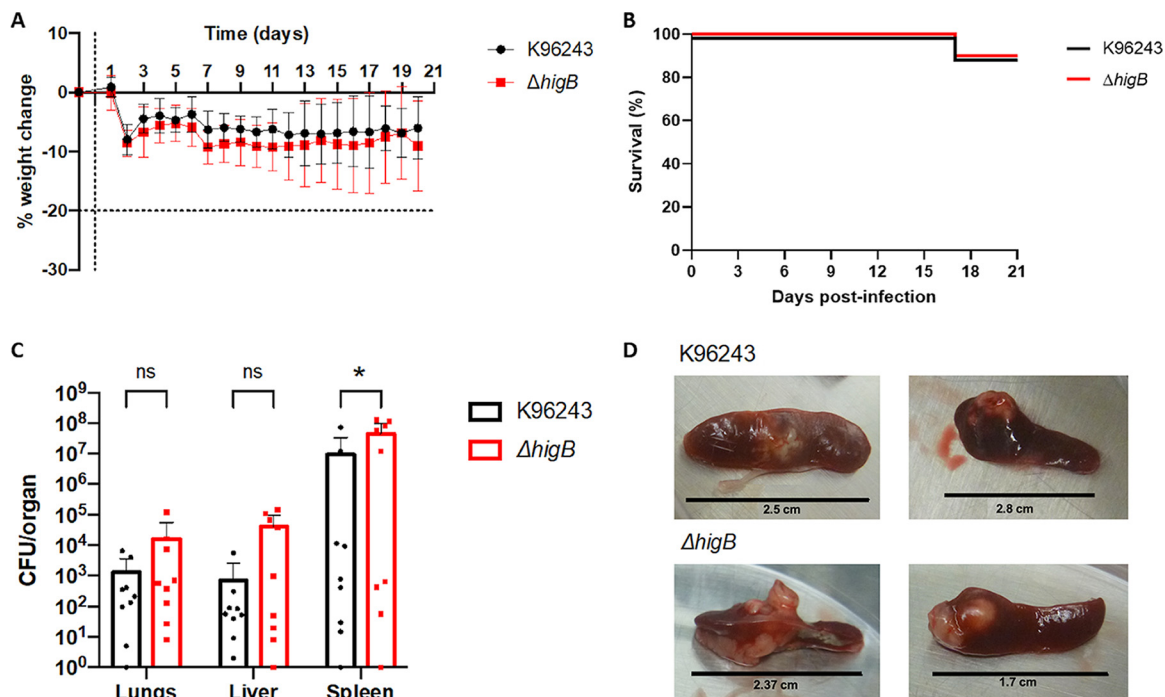 A
Time (days)
10
0
-10
-20
-30
% weight change
1 3 5 7 9 11 13 15 17 19 21
K96243
ΔhigB
B
100
80
60
40
20
0
Survival (%)
0 3 6 9 12 15 18 21
Days post-infection
K96243
ΔhigB
C
ns ns *
10⁹
10⁸
10⁷
10⁶
10⁵
10⁴
10³
10²
10¹
10⁰
CFU/organ
Lungs Liver Spleen
K96243
ΔhigB
D
K96243
2.5 cm
2.8 cm
ΔhigB
2.37 cm
1.7 cm